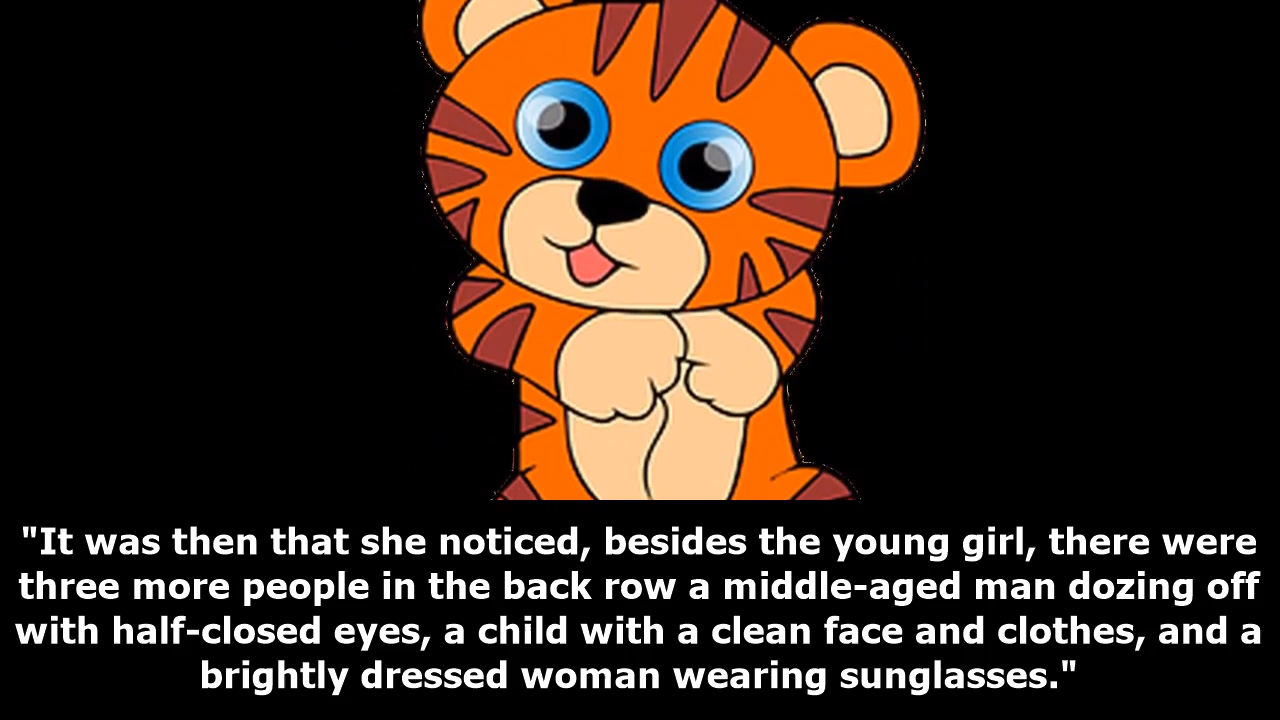 "It was then that she noticed, besides the young girl, there were
three more people in the back row a middle-aged man dozing off
with half-closed eyes, a child with a clean face and clothes, and a
brightly dressed woman wearing sunglasses."